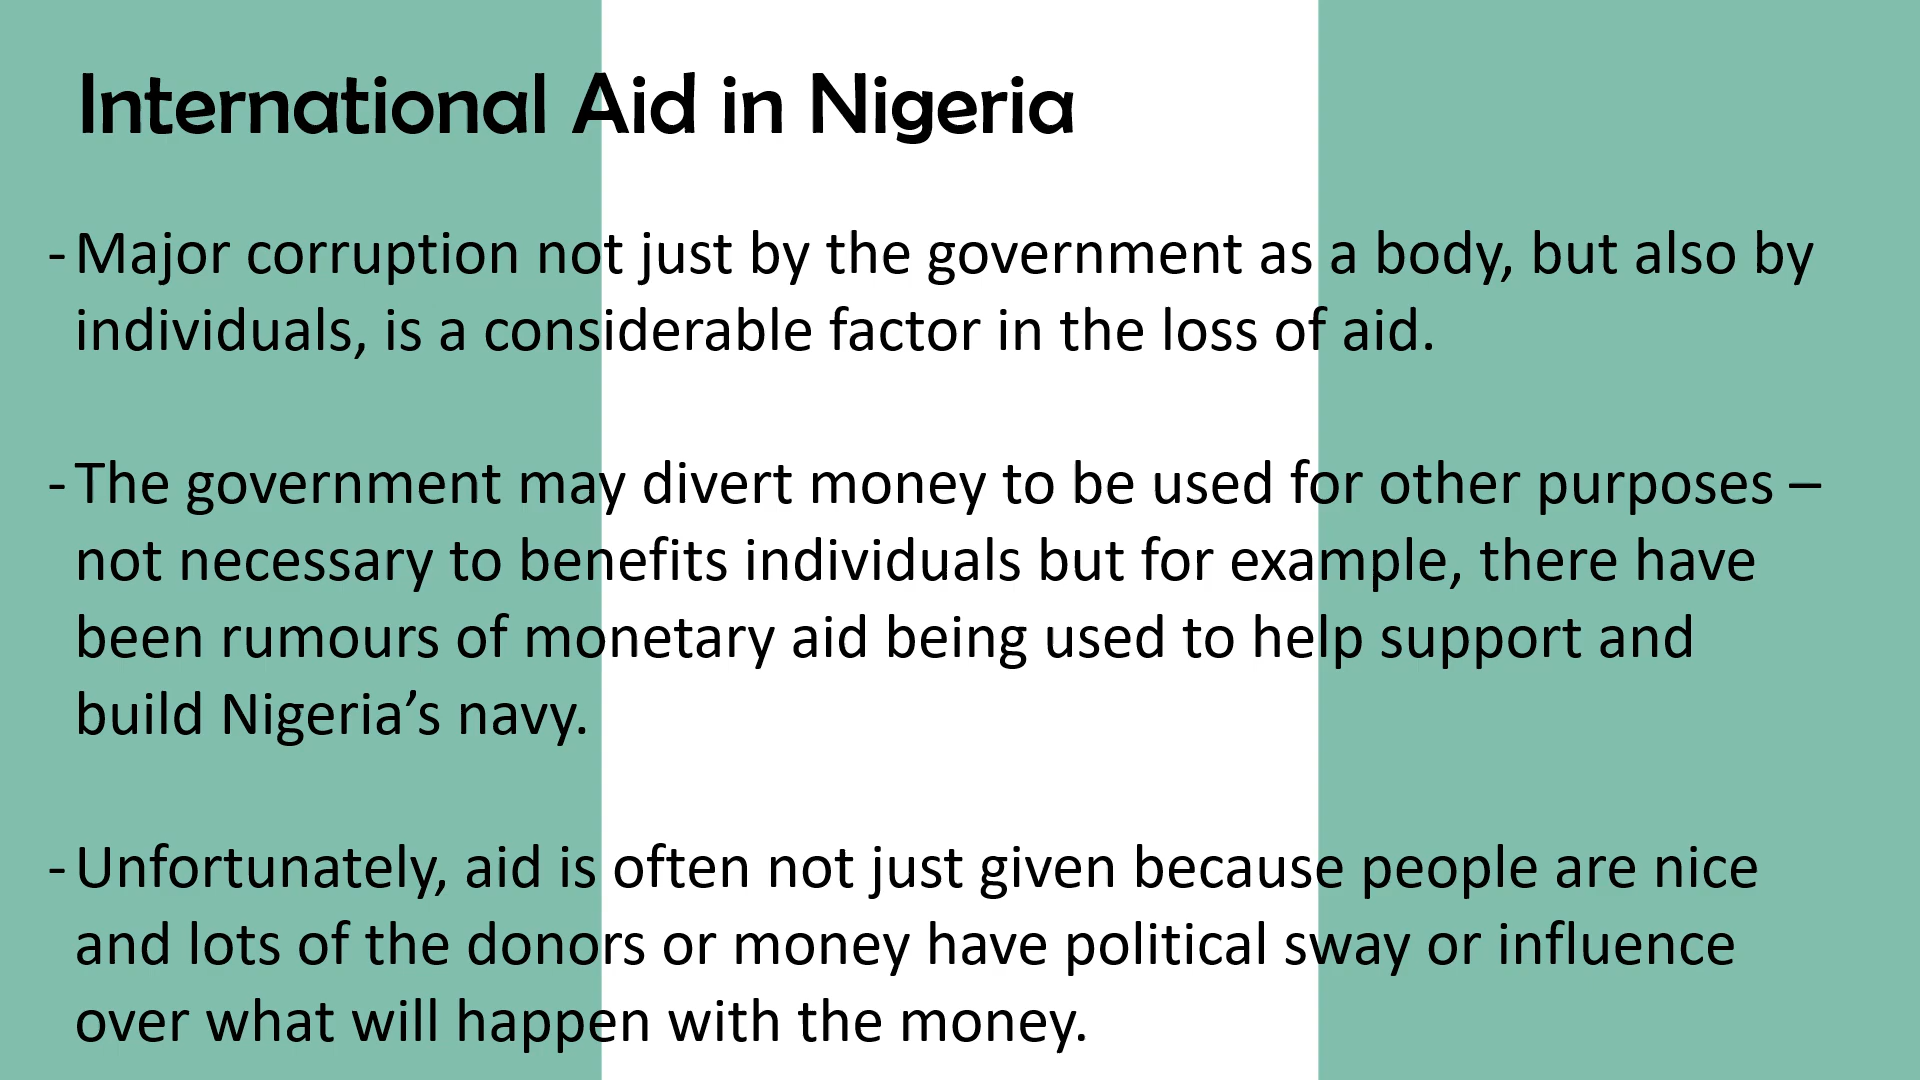 International Aid in Nigeria
- Major corruption not just by the government as a body, but also by
individuals, is a considerable factor in the loss of aid.
- The government may divert money to be used for other purposes –
not necessary to benefits individuals but for example, there have
been rumours of monetary aid being used to help support and
build Nigeria’s navy.
- Unfortunately, aid is often not just given because people are nice
and lots of the donors or money have political sway or influence
over what will happen with the money.